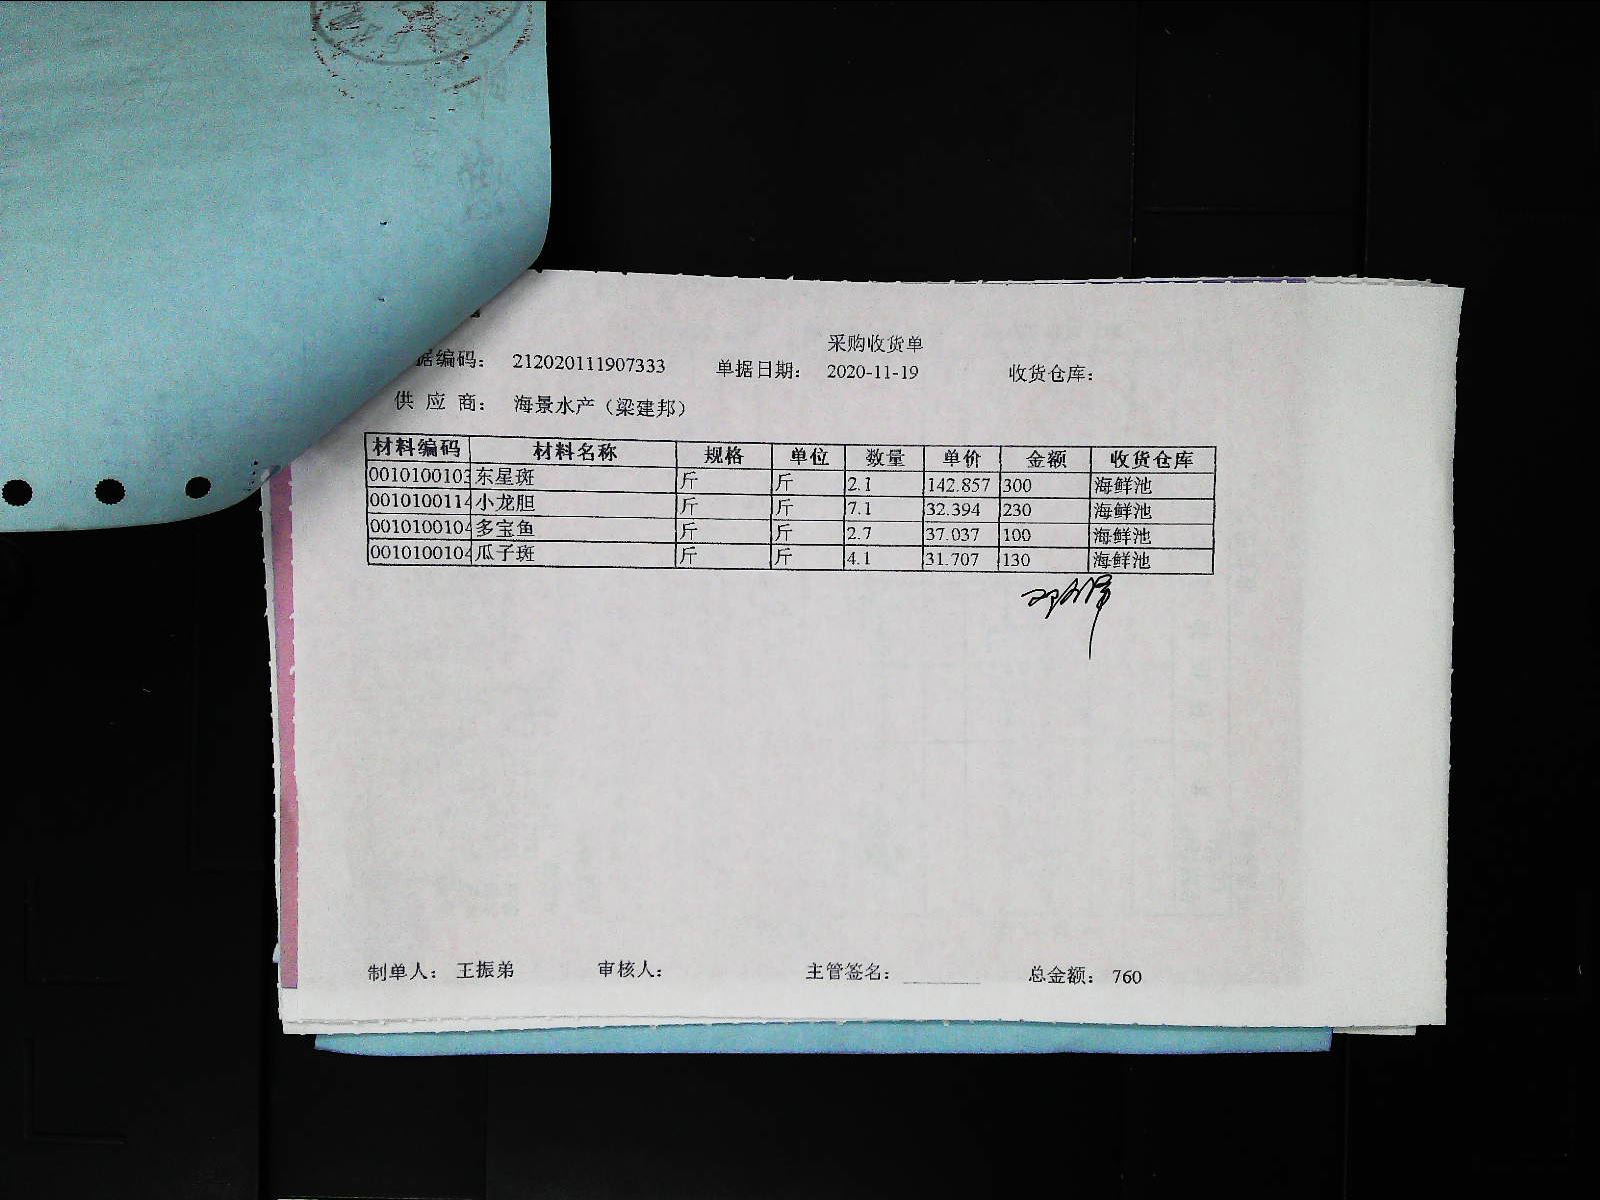 采购收货单
据编码： 212020111907333 单据日期： 2020-11-19 收货仓库：
供 应 商： 海景水产（梁建邦）
材料编码 材料名称 规格 单位 数量 单价 金额 收货仓库
0010100103 东星斑 斤 斤 2.1 142.857 300 海鲜池
0010100114 小龙胆 斤 斤 7.1 32.394 230 海鲜池
0010100104 多宝鱼 斤 斤 2.7 37.037 100 海鲜池
0010100104 瓜子斑 斤 斤 4.1 31.707 130 海鲜池
制单人： 王振弟 审核人： 主管签名： 总金额： 760